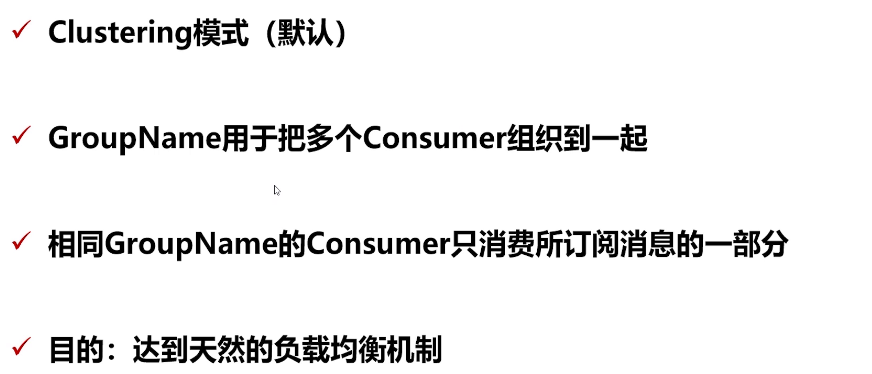 ✓ Clustering模式（默认）
✓ GroupName用于把多个Consumer组织到一起
✓ 相同GroupName的Consumer只消费所订阅消息的一部分
✓ 目的：达到天然的负载均衡机制